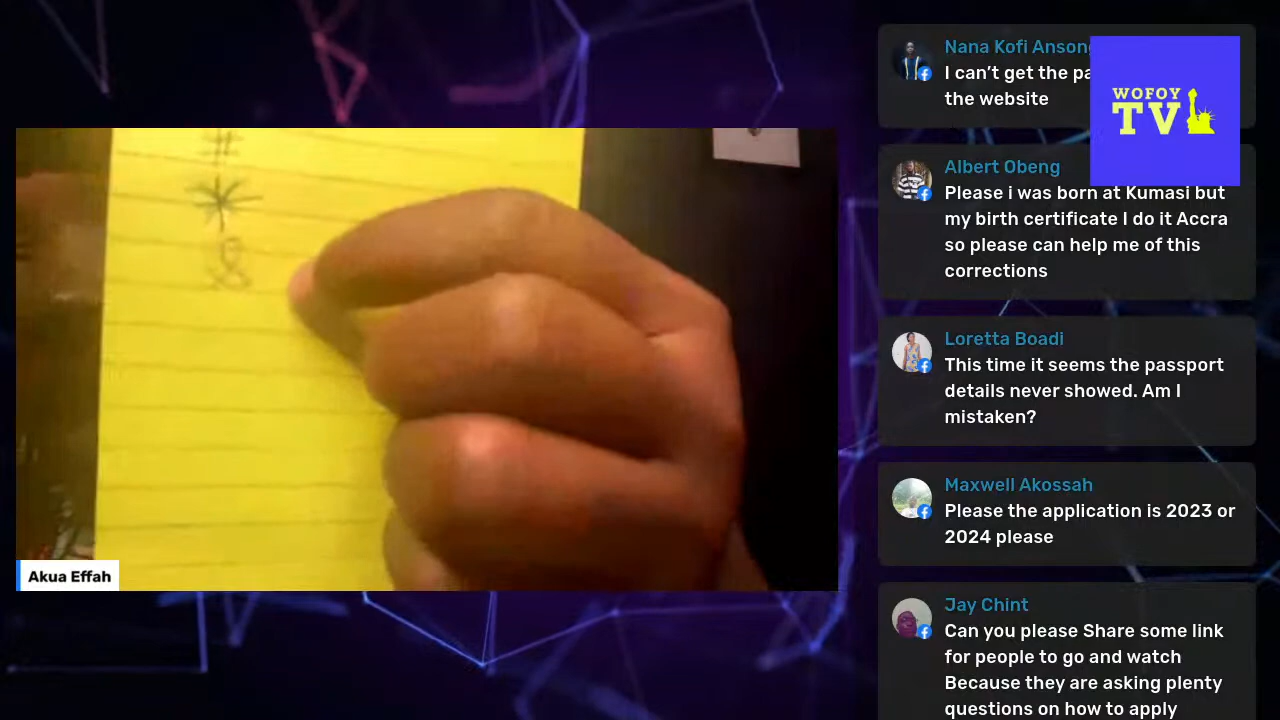 #
*
&
Akua Effah
Nana Kofi
I can’t get the
the website
WOFOY
TV
Albert Obeng
Please i was born at Kumasi but
my birth certificate I do it Accra
so please can help me of this
corrections
Loretta Boadi
This time it seems the passport
details never showed. Am I
mistaken?
Maxwell Akossah
Please the application is 2023 or
2024 please
Jay Chint
Can you please Share some link
for people to go and watch
Because they are asking plenty
questions on how to apply